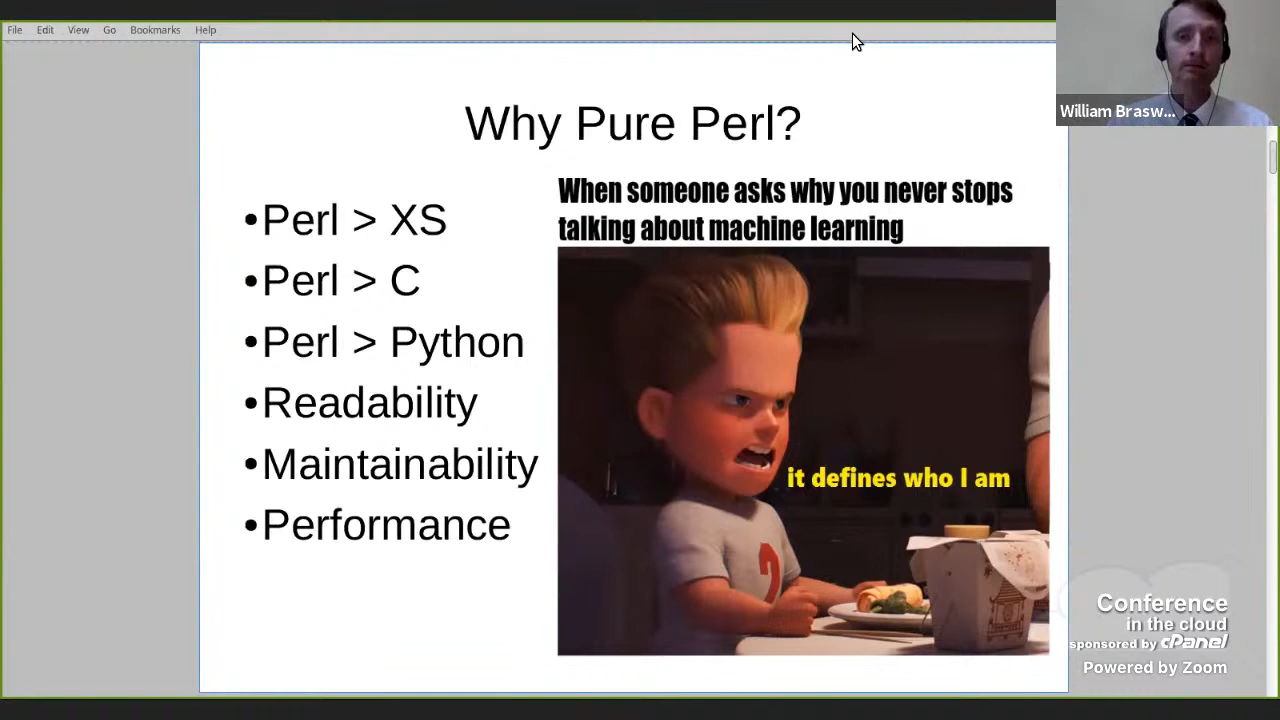 File Edit View Go Bookmarks Help
William Brasw...
Why Pure Perl?
•Perl > XS
•Perl > C
•Perl > Python
•Readability
•Maintainability
•Performance
When someone asks why you never stops
talking about machine learning
it defines who I am
Conference
in the cloud
sponsored by cPanel
Powered by Zoom